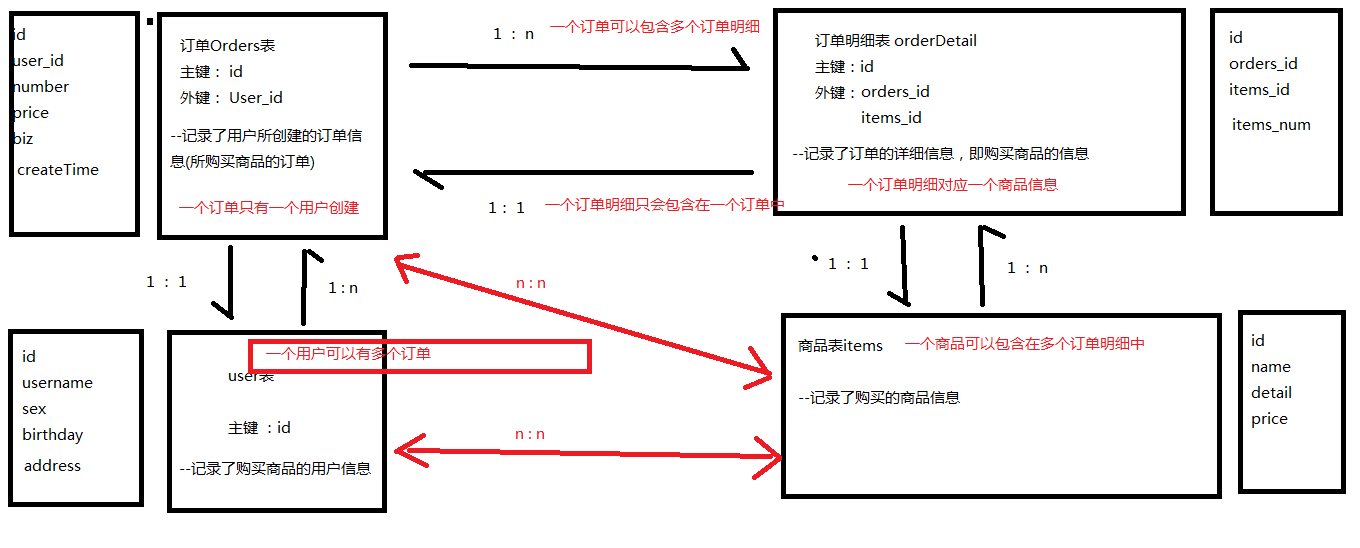 id
user_id
number
price
biz
createTime
订单Orders表
主键： id
外键： User_id
--记录了用户所创建的订单信
息(所购买商品的订单)
一个订单只有一个用户创建
1 : n
一个订单可以包含多个订单明细
1 : 1
一个订单明细只会包含在一个订单中
订单明细表 orderDetail
主键：id
外键： orders_id
items_id
--记录了订单的详细信息，即购买商品的信息
一个订单明细对应一个商品信息
id
orders_id
items_id
items_num
1 : 1
1 : n
n : n
1 : 1
1 : n
id
username
sex
birthday
address
一个用户可以有多个订单
user表
主键 ：id
--记录了购买商品的用户信息
n : n
商品表items
一个商品可以包含在多个订单明细中
--记录了购买的商品信息
id
name
detail
price